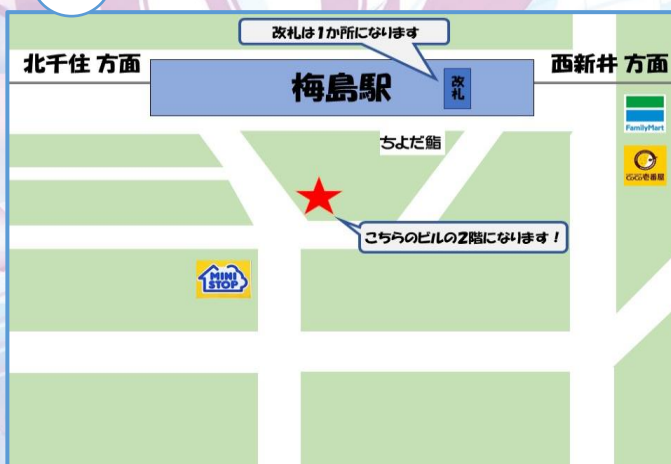 改札は1か所になります
北千住 方面
西新井 方面
梅島駅
改札
FamilyMart
ちよだ鮨
CoCo壱番屋
こちらのビルの2階になります！
MINI
STOP